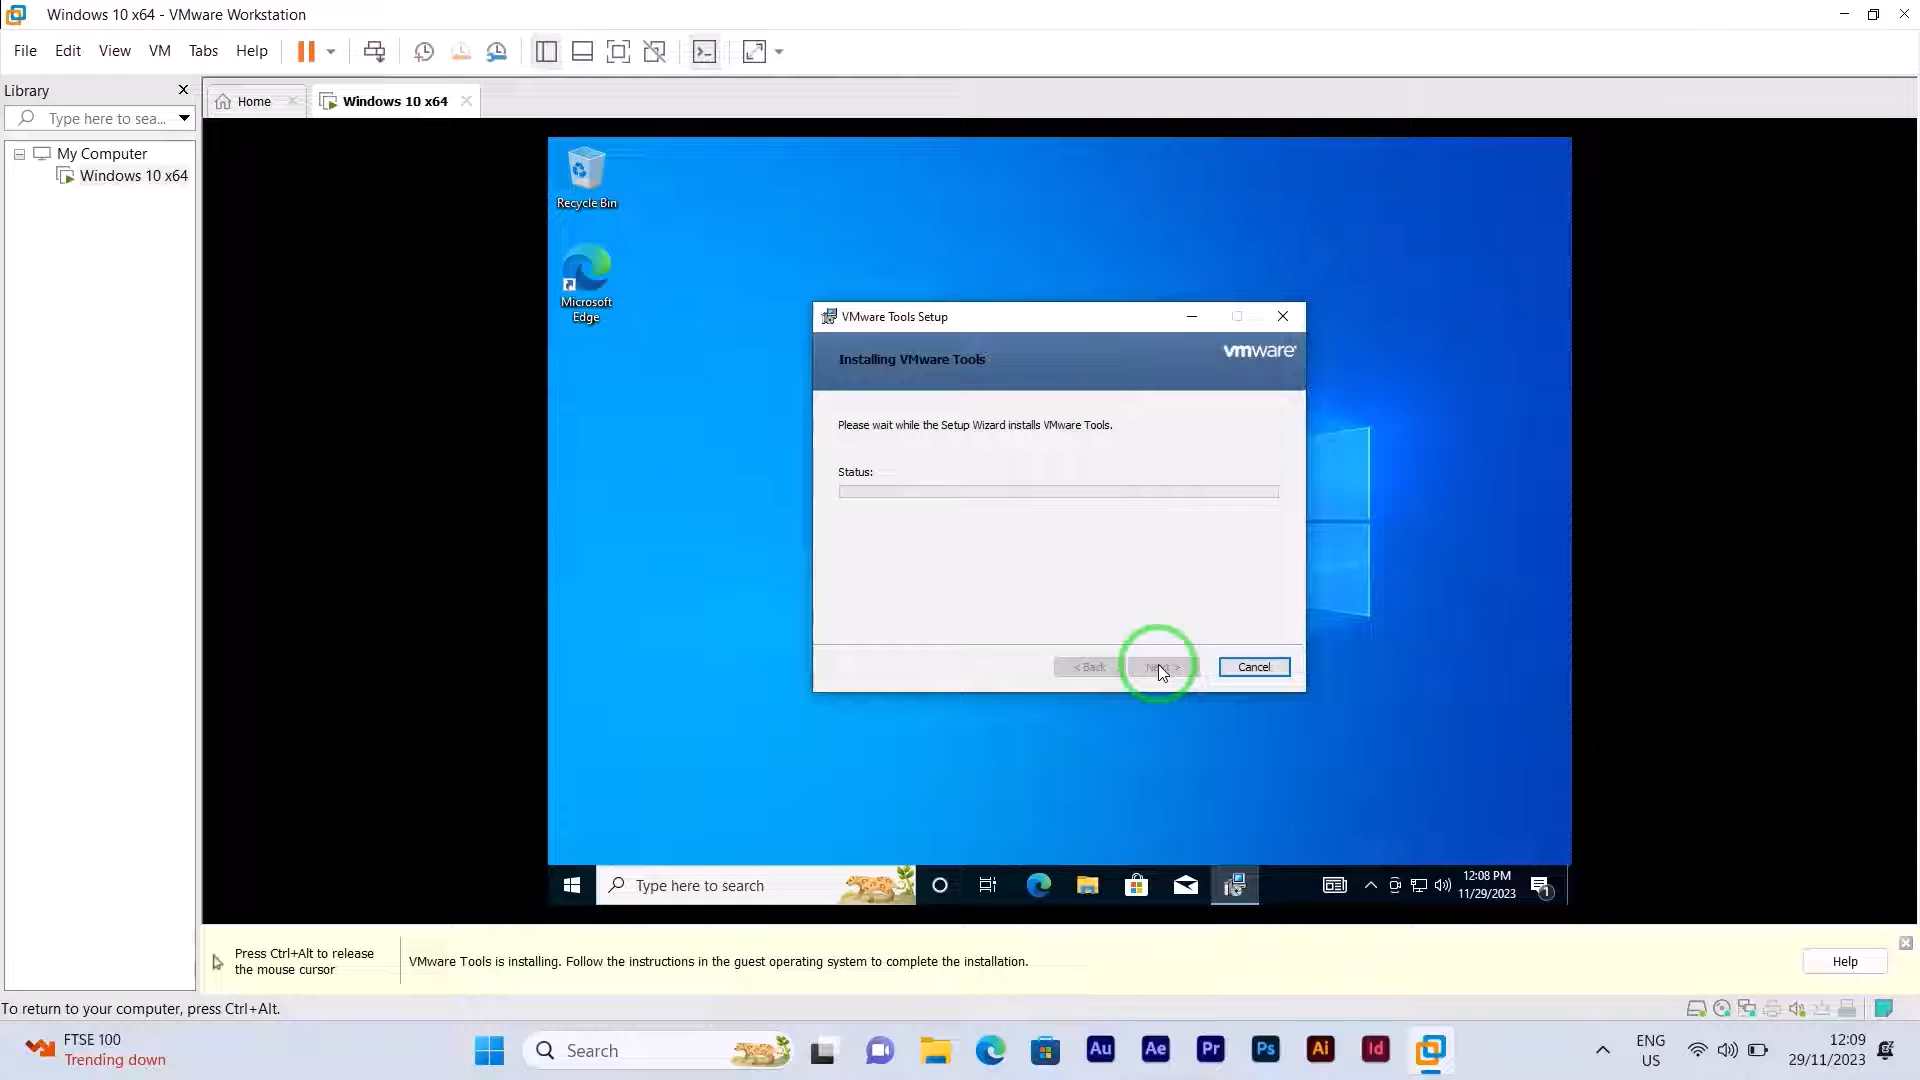 Windows 10 x64 - VMware Workstation
File Edit View VM Tabs Help
Library
Type here to sea...
Home
Windows 10 x64
My Computer
Windows 10 x64
Recycle Bin
Microsoft
Edge
VMware Tools Setup
Installing VMware Tools
vmware
Please wait while the Setup Wizard installs VMware Tools.
Status:
< Back
Next >
Cancel
Type here to search
12:08 PM
11/29/2023
1
Press Ctrl+Alt to release
the mouse cursor
VMware Tools is installing. Follow the instructions in the guest operating system to complete the installation.
Help
To return to your computer, press Ctrl+Alt.
FTSE 100
Trending down
Search
Au
Ae
Pr
Ps
Ai
Id
ENG
US
12:09
29/11/2023